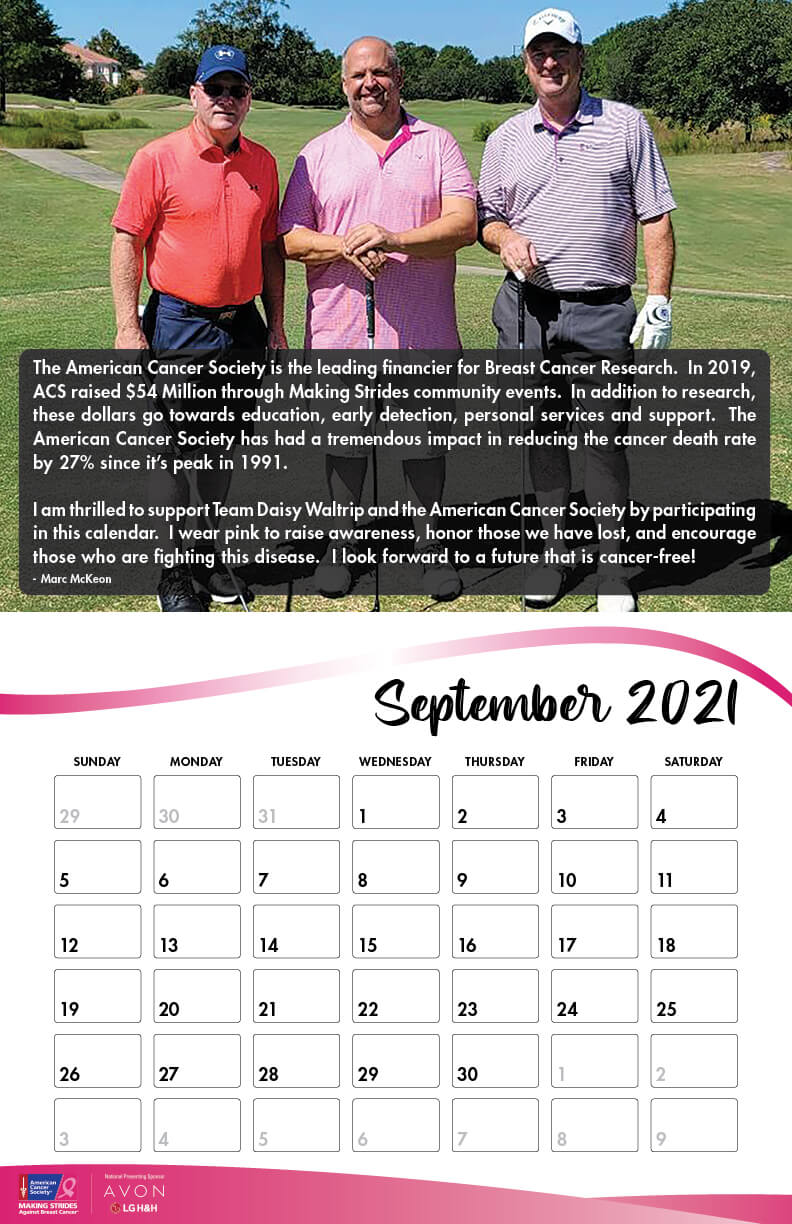 The American Cancer Society is the leading financier for Breast Cancer Research. In 2019,
ACS raised $54 Million through Making Strides community events. In addition to research,
these dollars go towards education, early detection, personal services and support. The
American Cancer Society has had a tremendous impact in reducing the cancer death rate
by 27% since it's peak in 1991.
I am thrilled to support Team Daisy Waltrip and the American Cancer Society by participating
in this calendar. I wear pink to raise awareness, honor those we have lost, and encourage
those who are fighting this disease. I look forward to a future that is cancer-free!
- Marc McKeon
September 2021
SUNDAY MONDAY TUESDAY WEDNESDAY THURSDAY FRIDAY SATURDAY
29 30 31 1 2 3 4
5 6 7 8 9 10 11
12 13 14 15 16 17 18
19 20 21 22 23 24 25
26 27 28 29 30 1 2
3 4 5 6 7 8 9
American
Cancer
Society
MAKING STRIDES
Against Breast Cancer
National Presenting Sponsor
AVON
LG H&H